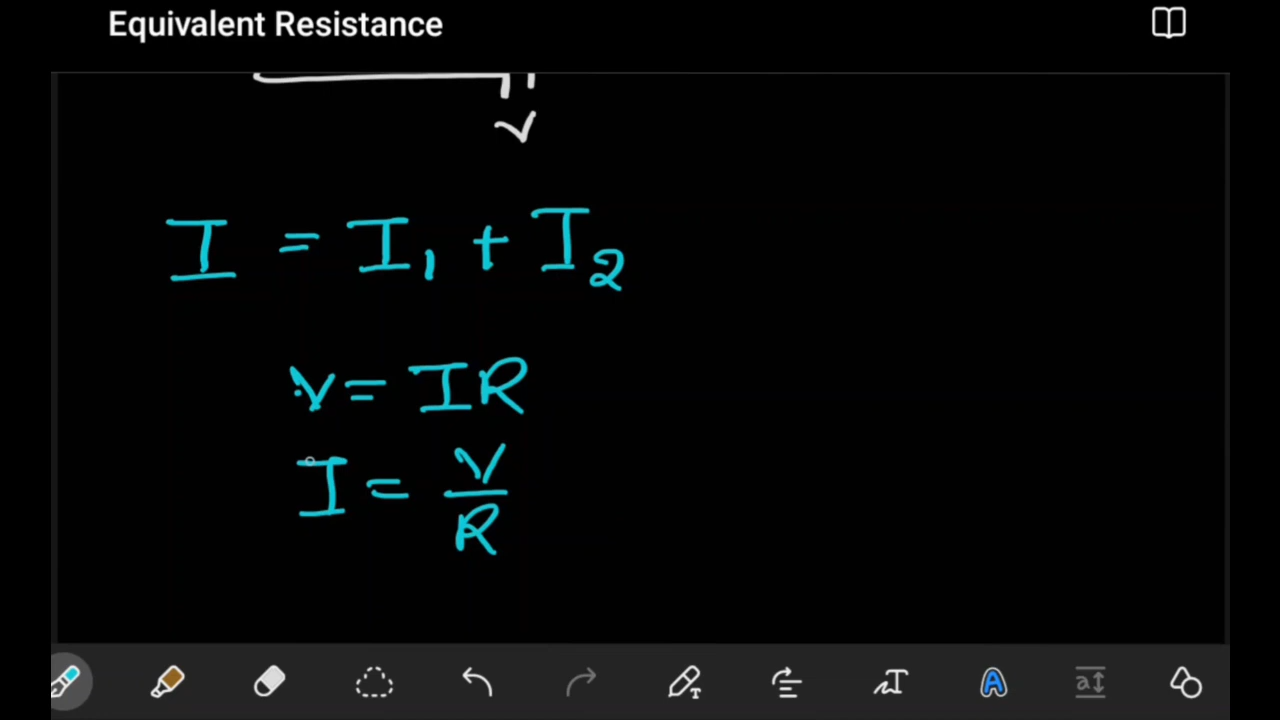 Equivalent Resistance
V
I = I₁ + I₂
V = IR
I = V/R